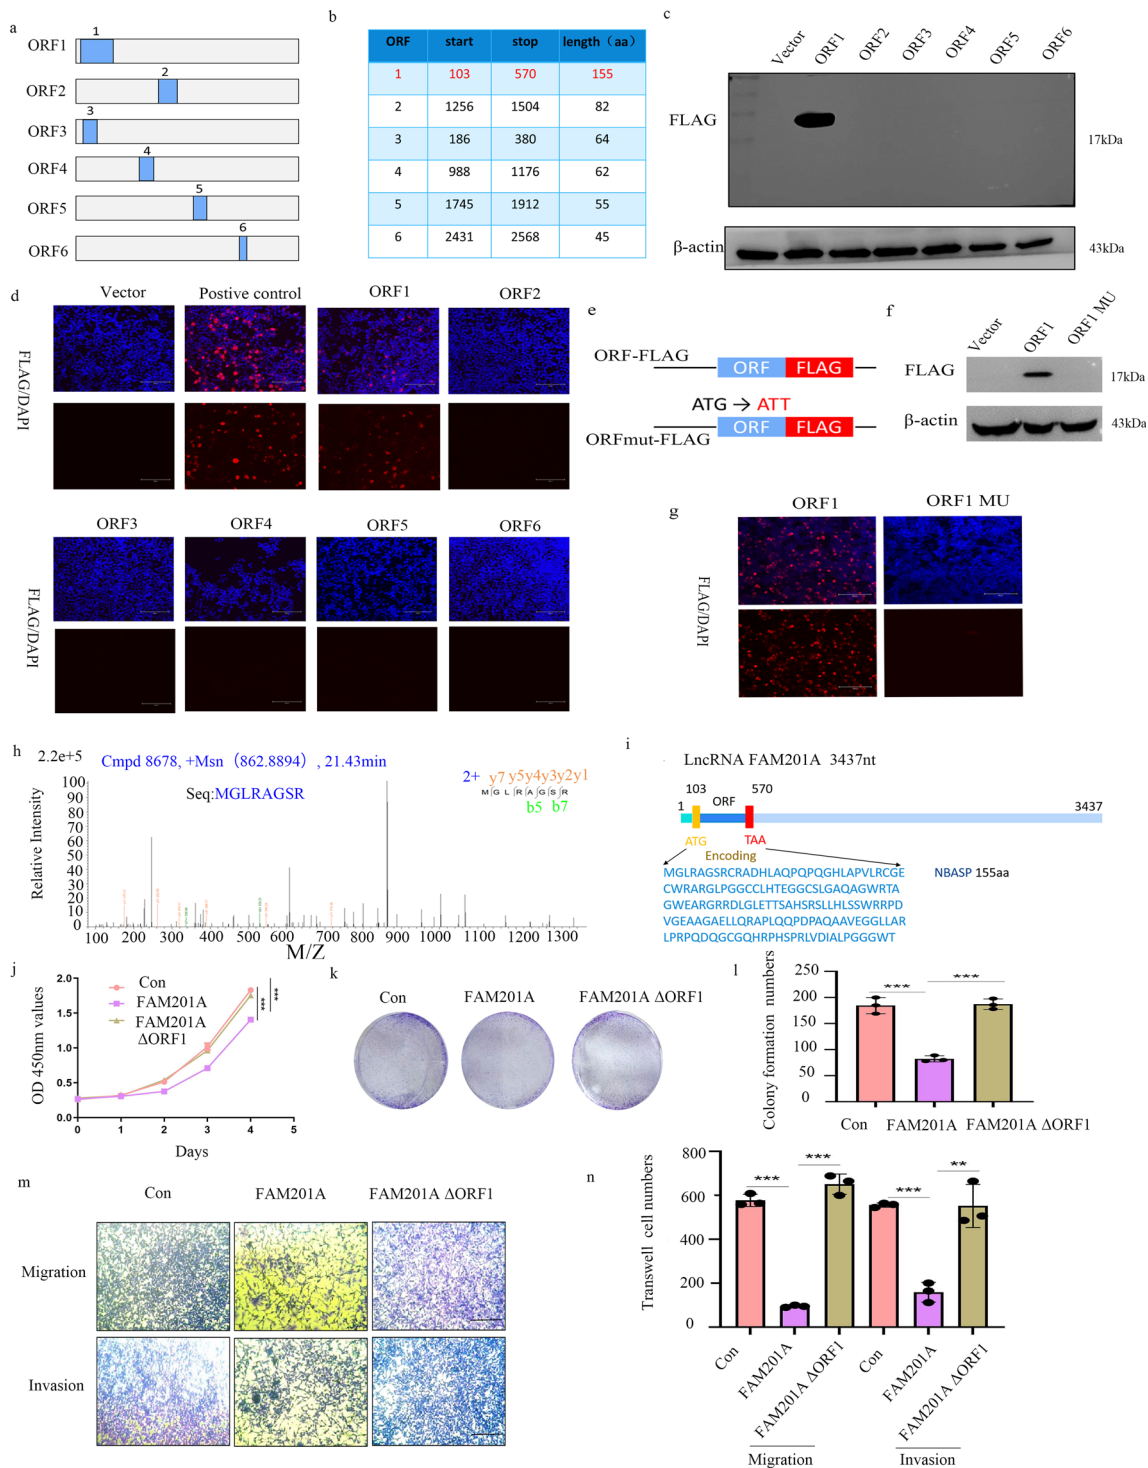 a
1
ORF1
2
ORF2
3
ORF3
4
ORF4
5
ORF5
6
ORF6
b
ORF start stop length（aa）
1 103 570 155
2 1256 1504 82
3 186 380 64
4 988 1176 62
5 1745 1912 55
6 2431 2568 45
c
Vector ORF1 ORF2 ORF3 ORF4 ORF5 ORF6
FLAG
17kDa
β-actin
43kDa
d
Vector Postive control ORF1 ORF2
FLAG/DAPI
ORF3 ORF4 ORF5 ORF6
FLAG/DAPI
e
ORF-FLAG
ORF FLAG
ATG → ATT
ORF FLAG
ORFmut-FLAG
f
Vector ORF1 ORF1 MU
FLAG
17kDa
β-actin
43kDa
g
ORF1 ORF1 MU
FLAG/DAPI
h
2.2e+5
Cmpd 8678, +Msn（862.8894）, 21.43min
Seq:MGLRAGSR
2+ y7 y5y4y3y2y1
M G L R A G S R
b5 b7
Relative Intensity
100
90
80
70
60
50
40
30
20
10
0
100 200 300 400 500 600 700 800 900 1000 1100 1200 1300
M/Z
i
LncRNA FAM201A 3437nt
103 570
1 ORF 3437
ATG TAA
Encoding
MGLRAGSRCRADHLAQPQPQGHLAPVLRCGE
CWRARGLPGGCCLHTEGGCSLGAQAGWRTA
GWEARGRRDLGLETTSAHSRSLLHLSSWRRPD
VGEAAGAELLQRAPLQQPDPAQAAVEGGLLAR
LPRPQDQGCGQHRPHSPRLVDIALPGGGWT
NBASP 155aa
j
Con
FAM201A
FAM201A
ΔORF1
***
***
OD 450nm values
2.0
1.5
1.0
0.5
0.0
0 1 2 3 4 5
Days
k
Con FAM201A FAM201A ΔORF1
l
Colony formation numbers
250
200
150
100
50
0
*** ***
Con FAM201A FAM201A ΔORF1
m
Con FAM201A FAM201A ΔORF1
Migration
Invasion
n
Transwell cell numbers
800
600
400
200
0
*** *** *** **
Con FAM201A FAM201A ΔORF1 Con FAM201A FAM201A ΔORF1
Migration Invasion